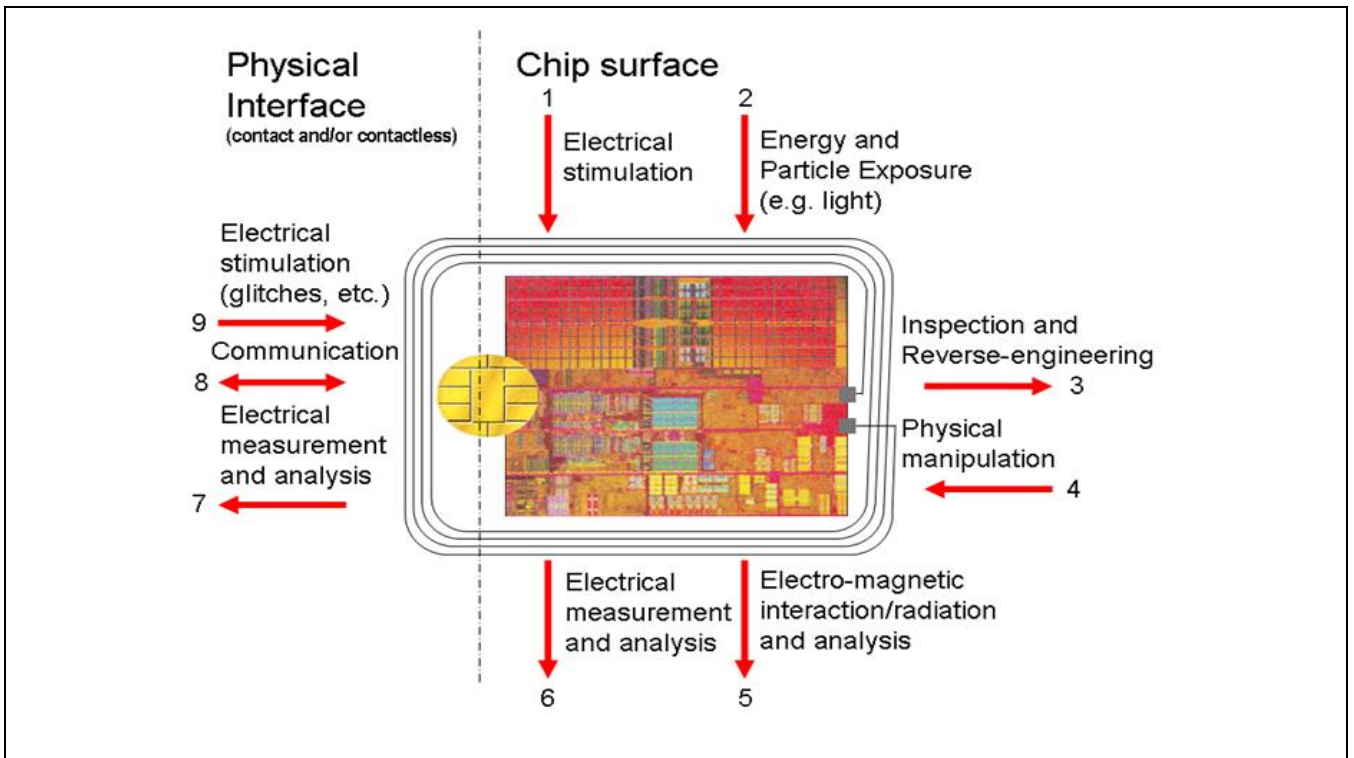 Physical
Interface
(contact and/or contactless)
Chip surface
1
2
Electrical
stimulation
Energy and
Particle Exposure
(e.g. light)
Electrical
stimulation
(glitches, etc.)
9
Communication
8
Electrical
measurement
and analysis
7
Inspection and
Reverse-engineering
3
Physical
manipulation
4
Electrical
measurement
and analysis
6
Electro-magnetic
interaction/radiation
and analysis
5